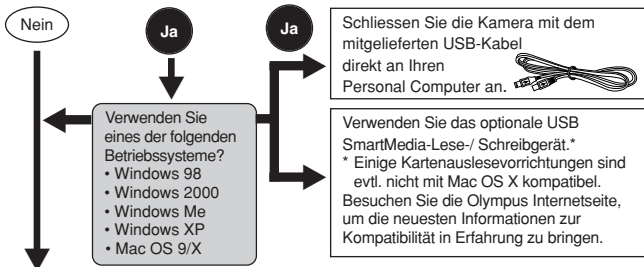 Nein
Ja
Ja
Schliessen Sie die Kamera mit dem
mitgelieferten USB-Kabel
direkt an Ihren
Personal Computer an.
Verwenden Sie
eines der folgenden
Betriebssysteme?
• Windows 98
• Windows 2000
• Windows Me
• Windows XP
• Mac OS 9/X
Verwenden Sie das optionale USB
SmartMedia-Lese-/ Schreibgerät.*
* Einige Kartenauslesevorrichtungen sind
evtl. nicht mit Mac OS X kompatibel.
Besuchen Sie die Olympus Internetseite,
um die neuesten Informationen zur
Kompatibilität in Erfahrung zu bringen.